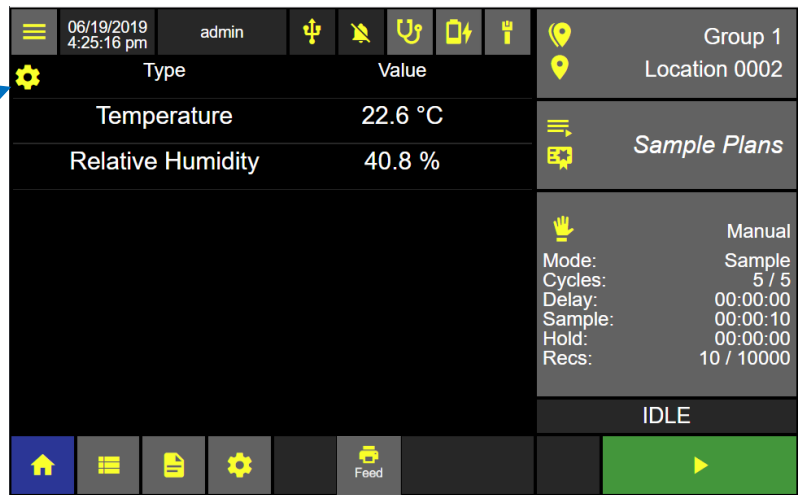 06/19/2019
4:25:16 pm
admin
Type Value
Temperature 22.6 °C
Relative Humidity 40.8 %
Feed
Group 1
Location 0002
Sample Plans
Manual
Mode: Sample
Cycles: 5 / 5
Delay: 00:00:00
Sample: 00:00:10
Hold: 00:00:00
Recs: 10 / 10000
IDLE